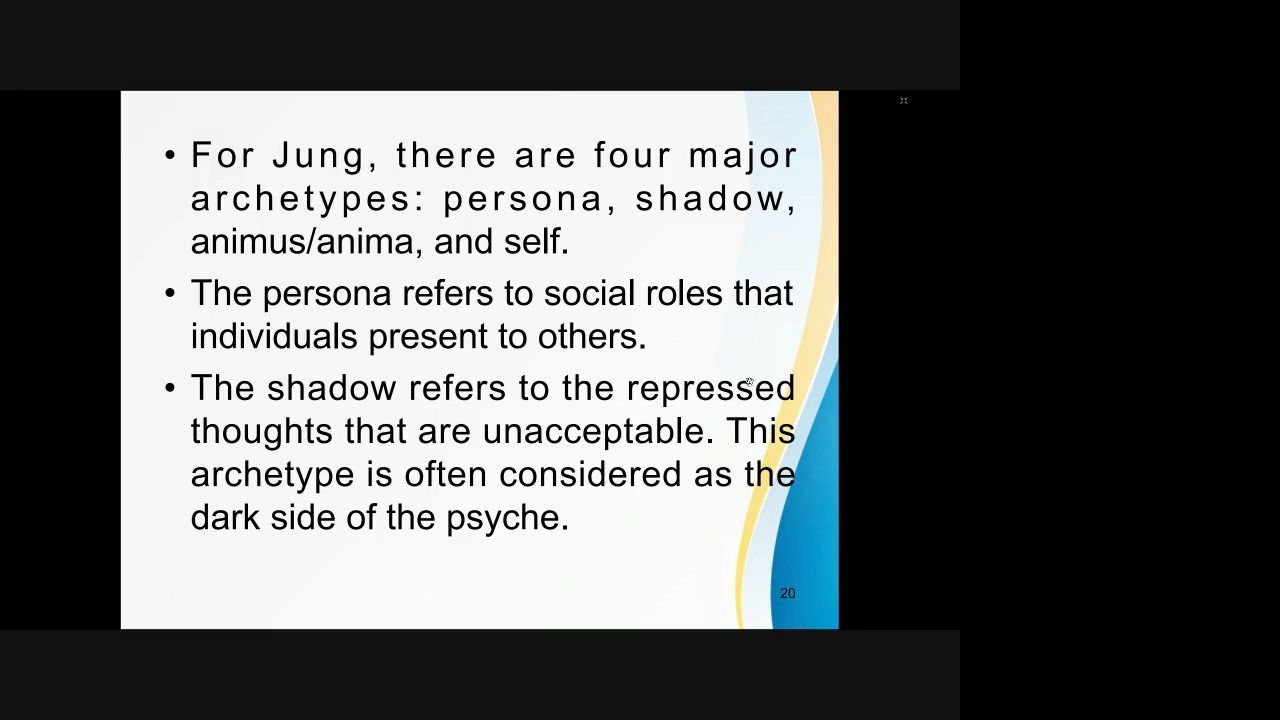 • For Jung, there are four major
archetypes: persona, shadow,
animus/anima, and self.
• The persona refers to social roles that
individuals present to others.
• The shadow refers to the repressed
thoughts that are unacceptable. This
archetype is often considered as the
dark side of the psyche.
20